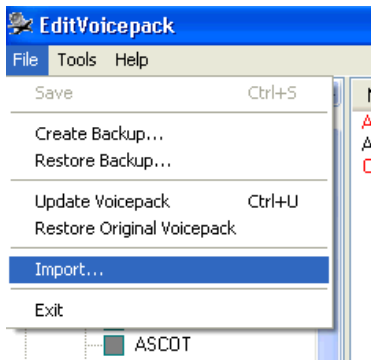 EditVoicepack
File Tools Help
Save Ctrl+S
Create Backup...
Restore Backup...
Update Voicepack Ctrl+U
Restore Original Voicepack
Import...
Exit
ASCOT